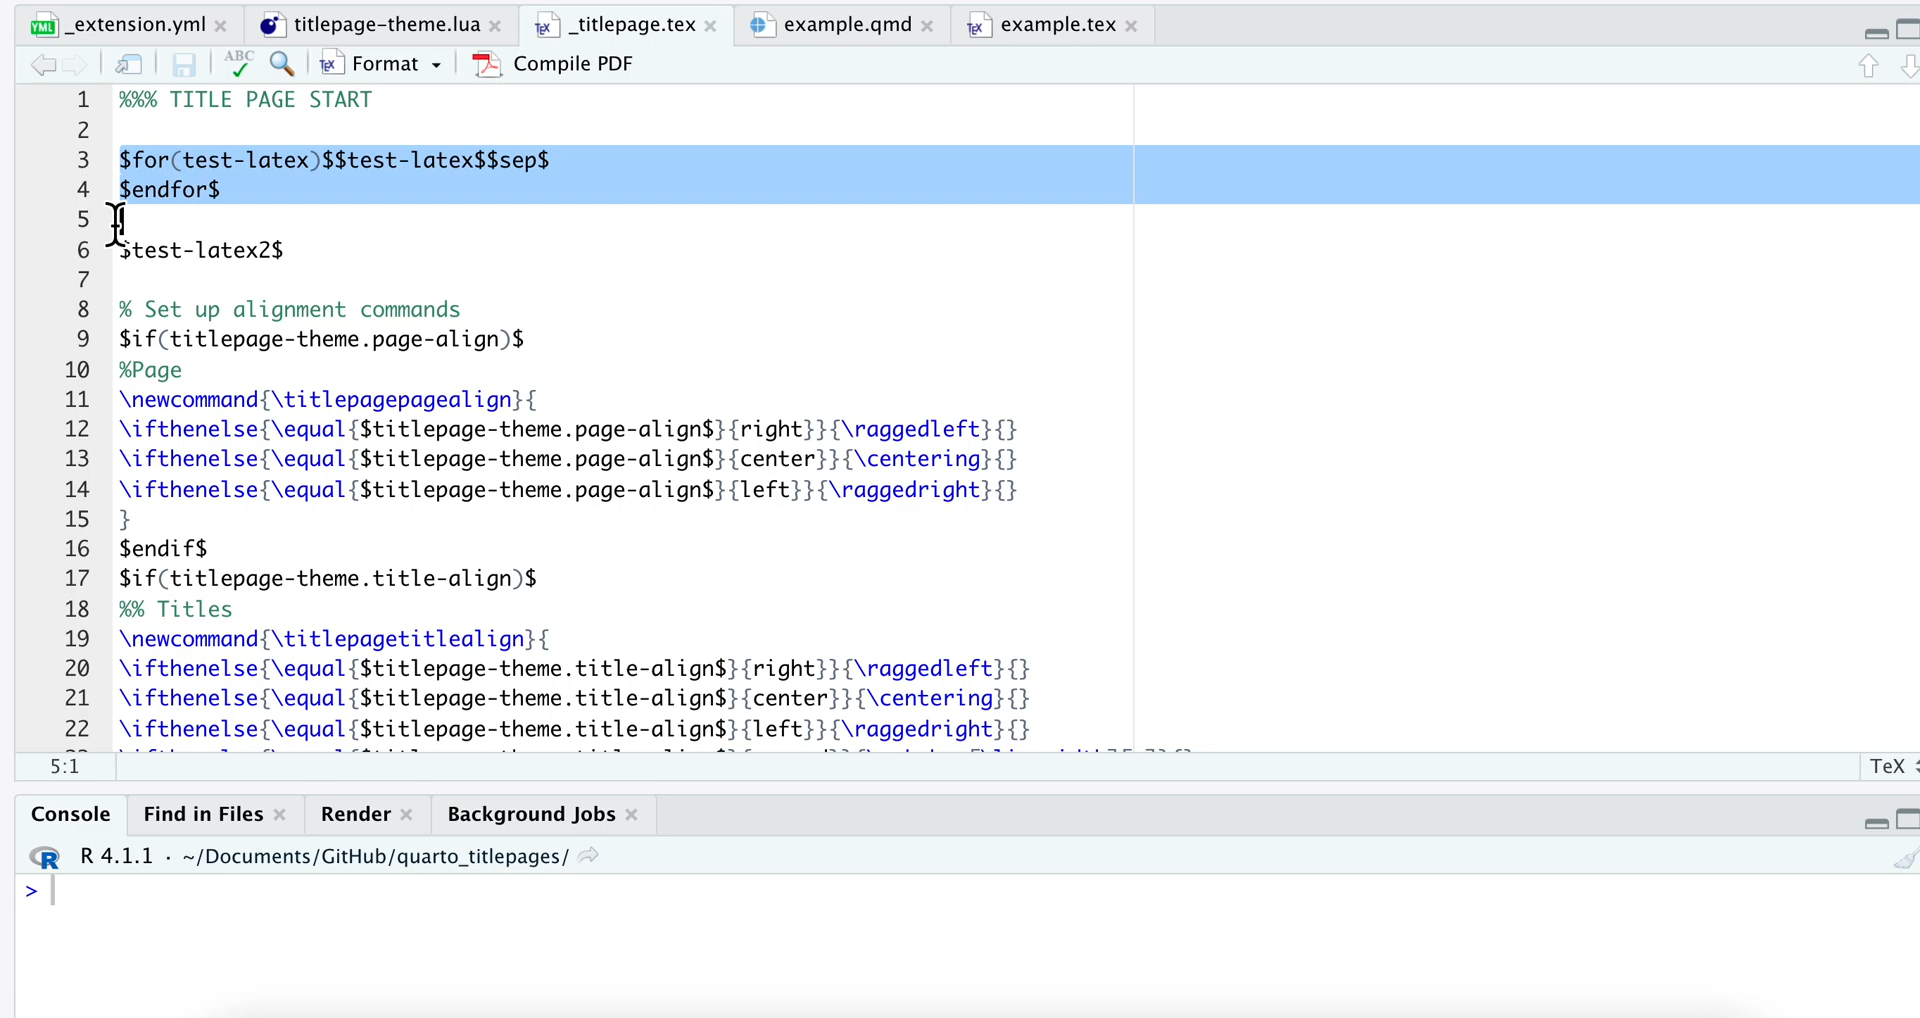 _extension.yml titlepage-theme.lua _titlepage.tex example.qmd example.tex
ABC Format Compile PDF
1 %%% TITLE PAGE START
2
3 $for(test-latex)$$test-latex$$sep$
4 $endfor$
5
6 $test-latex2$
7
8 % Set up alignment commands
9 $if(titlepage-theme.page-align)$
10 %Page
11 \newcommand{\titlepagepagealign}{
12 \ifthenelse{\equal{$titlepage-theme.page-align$}{right}}{\raggedleft}{}
13 \ifthenelse{\equal{$titlepage-theme.page-align$}{center}}{\centering}{}
14 \ifthenelse{\equal{$titlepage-theme.page-align$}{left}}{\raggedright}{}
15 }
16 $endif$
17 $if(titlepage-theme.title-align)$
18 %% Titles
19 \newcommand{\titlepagetitlealign}{
20 \ifthenelse{\equal{$titlepage-theme.title-align$}{right}}{\raggedleft}{}
21 \ifthenelse{\equal{$titlepage-theme.title-align$}{center}}{\centering}{}
22 \ifthenelse{\equal{$titlepage-theme.title-align$}{left}}{\raggedright}{}
5:1 TeX
Console Find in Files Render Background Jobs
R 4.1.1 · ~/Documents/GitHub/quarto_titlepages/
>